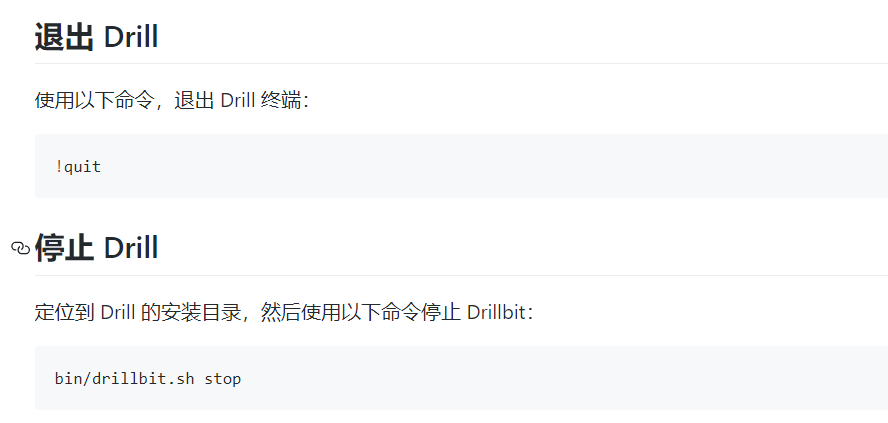 退出 Drill
使用以下命令，退出 Drill 终端：
!quit
停止 Drill
定位到 Drill 的安装目录，然后使用以下命令停止 Drillbit：
bin/drillbit.sh stop